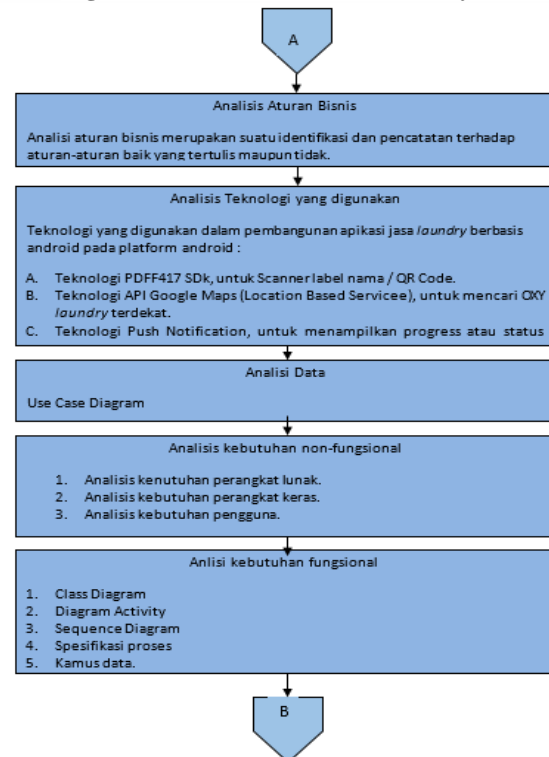 A
Analisis Aturan Bisnis
Analisi aturan bisnis merupakan suatu identifikasi dan pencatatan terhadap
aturan-aturan baik yang tertulis maupun tidak.
Analisis Teknologi yang digunakan
Teknologi yang digunakan dalam pembangunan apikasi jasa laundry berbasis
android pada platform android :
A. Teknologi PDFF417 SDk, untuk Scanner label nama / QR Code.
B. Teknologi API Google Maps (Location Based Servicee), untuk mencari OXY
laundry terdekat.
C. Teknologi Push Notification, untuk menampilkan progress atau status
Analisi Data
Use Case Diagram
Analisis kebutuhan non-fungsional
1. Analisis kenutuhan perangkat lunak.
2. Analisis kebutuhan perangkat keras.
3. Analisis kebutuhan pengguna.
Anlisi kebutuhan fungsional
1. Class Diagram
2. Diagram Activity
3. Sequence Diagram
4. Spesifikasi proses
5. Kamus data.
B